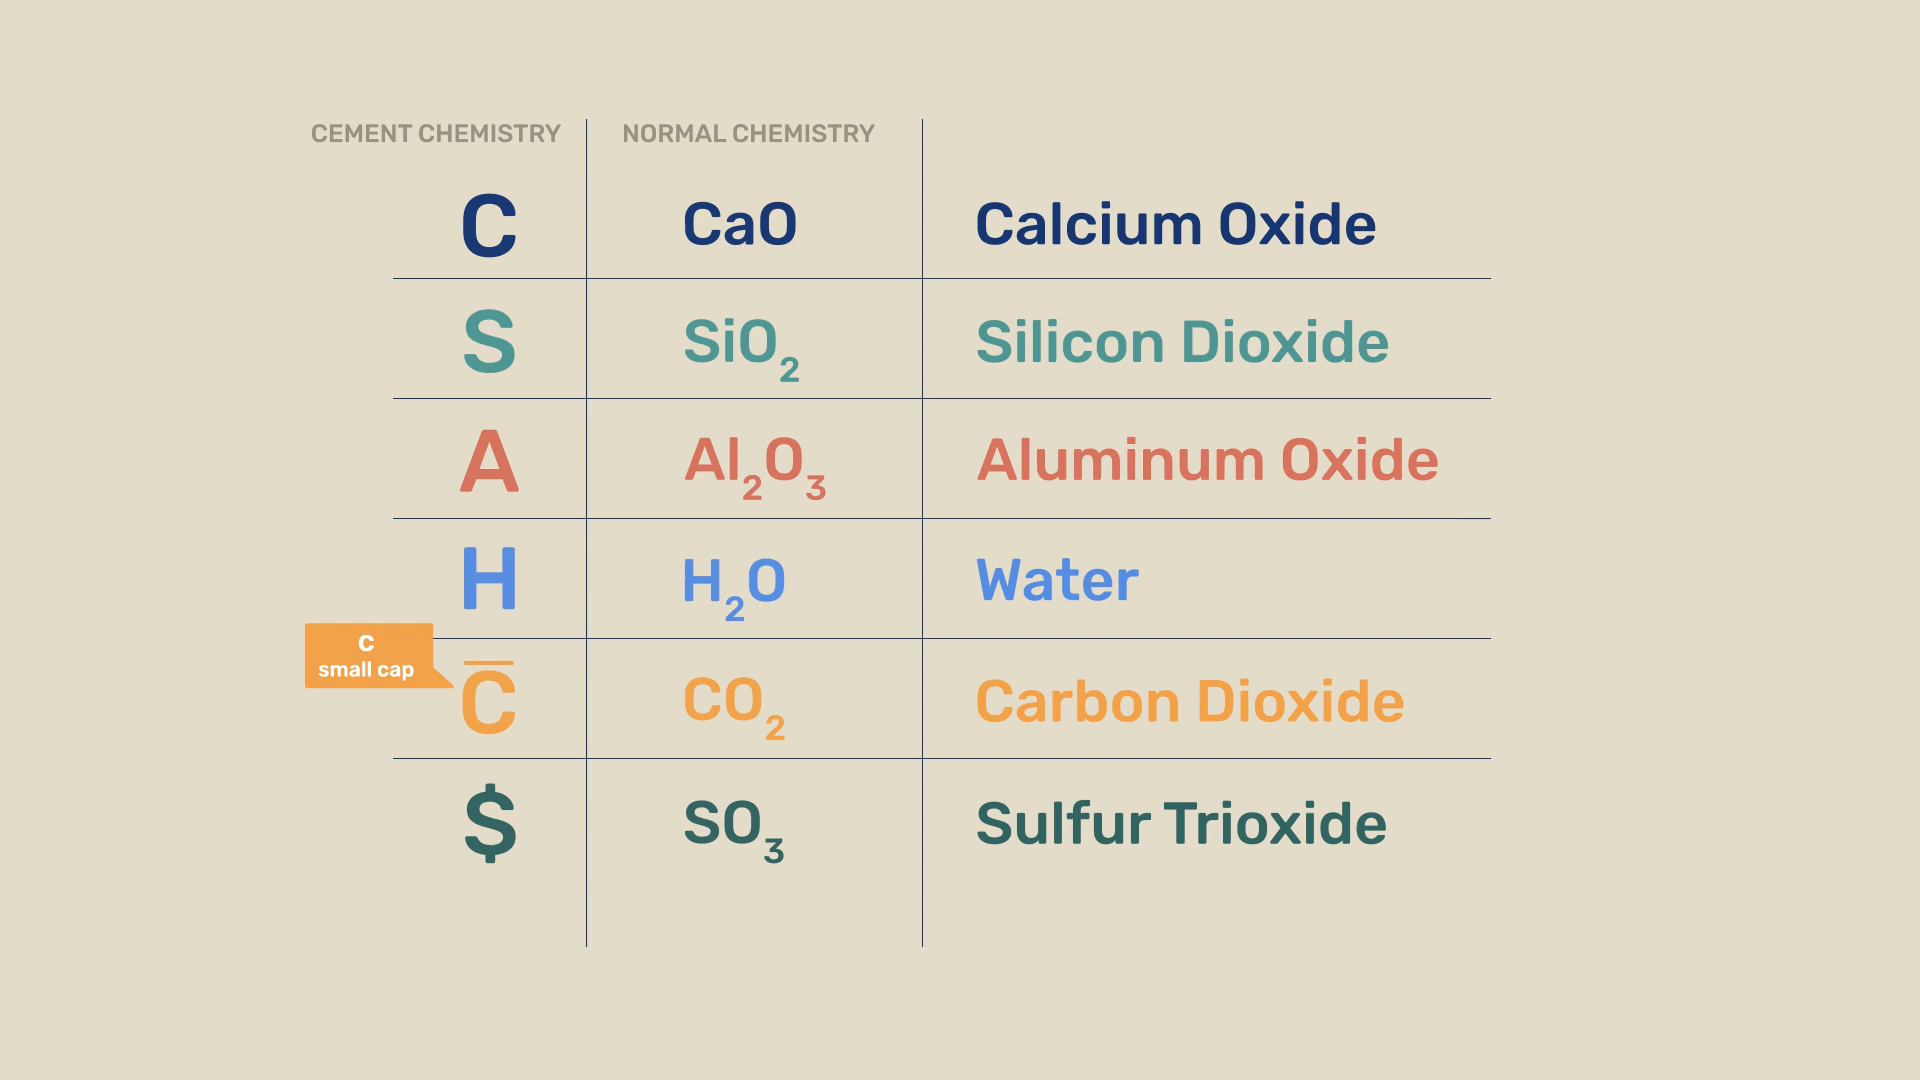 CEMENT CHEMISTRY NORMAL CHEMISTRY
C CaO Calcium Oxide
S SiO₂ Silicon Dioxide
A Al₂O₃ Aluminum Oxide
H H₂O Water
c
small cap
C̅ CO₂ Carbon Dioxide
$ SO₃ Sulfur Trioxide